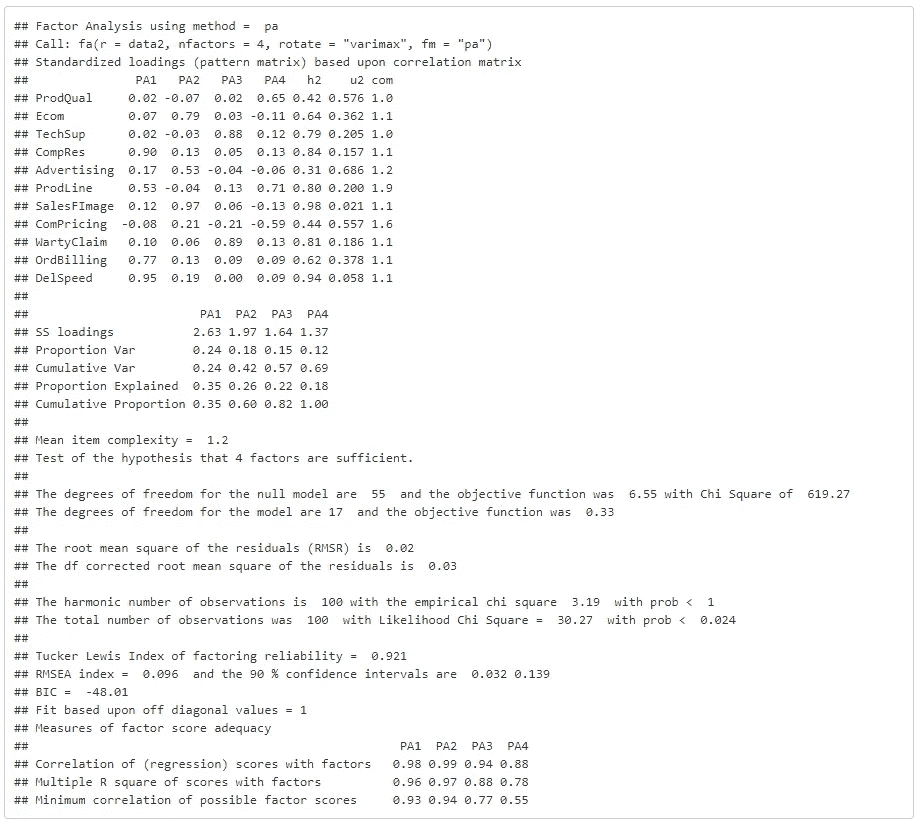 ## Factor Analysis using method =  pa
## Call: fa(r = data2, nfactors = 4, rotate = "varimax", fm = "pa")
## Standardized loadings (pattern matrix) based upon correlation matrix
##               PA1   PA2   PA3   PA4   h2    u2 com
## ProdQual     0.02 -0.07  0.02  0.65 0.42 0.576 1.0
## Ecom         0.07  0.79  0.03 -0.11 0.64 0.362 1.1
## TechSup      0.02 -0.03  0.88  0.12 0.79 0.205 1.0
## CompRes      0.90  0.13  0.05  0.13 0.84 0.157 1.1
## Advertising  0.17  0.53 -0.04 -0.06 0.31 0.686 1.2
## ProdLine     0.53 -0.04  0.13  0.71 0.80 0.200 1.9
## SalesFImage  0.12  0.97  0.06 -0.13 0.98 0.021 1.1
## ComPricing  -0.08  0.21 -0.21 -0.59 0.44 0.557 1.6
## WartyClaim   0.10  0.06  0.89  0.13 0.81 0.186 1.1
## OrdBilling   0.77  0.13  0.09  0.09 0.62 0.378 1.1
## DelSpeed     0.95  0.19  0.00  0.09 0.94 0.058 1.1
##
##                        PA1  PA2  PA3  PA4
## SS loadings           2.63 1.97 1.64 1.37
## Proportion Var        0.24 0.18 0.15 0.12
## Cumulative Var        0.24 0.42 0.57 0.69
## Proportion Explained  0.35 0.26 0.22 0.18
## Cumulative Proportion 0.35 0.60 0.82 1.00
##
## Mean item complexity =  1.2
## Test of the hypothesis that 4 factors are sufficient.
##
## The degrees of freedom for the null model are  55  and the objective function was  6.55 with Chi Square of  619.27
## The degrees of freedom for the model are 17  and the objective function was  0.33
##
## The root mean square of the residuals (RMSR) is  0.02
## The df corrected root mean square of the residuals is  0.03
##
## The harmonic number of observations is  100 with the empirical chi square  3.19  with prob <  1
## The total number of observations was  100  with Likelihood Chi Square =  30.27  with prob <  0.024
##
## Tucker Lewis Index of factoring reliability =  0.921
## RMSEA index =  0.096  and the 90 % confidence intervals are  0.032 0.139
## BIC =  -48.01
## Fit based upon off diagonal values = 1
## Measures of factor score adequacy
##                                                    PA1  PA2  PA3  PA4
## Correlation of (regression) scores with factors   0.98 0.99 0.94 0.88
## Multiple R square of scores with factors          0.96 0.97 0.88 0.78
## Minimum correlation of possible factor scores     0.93 0.94 0.77 0.55